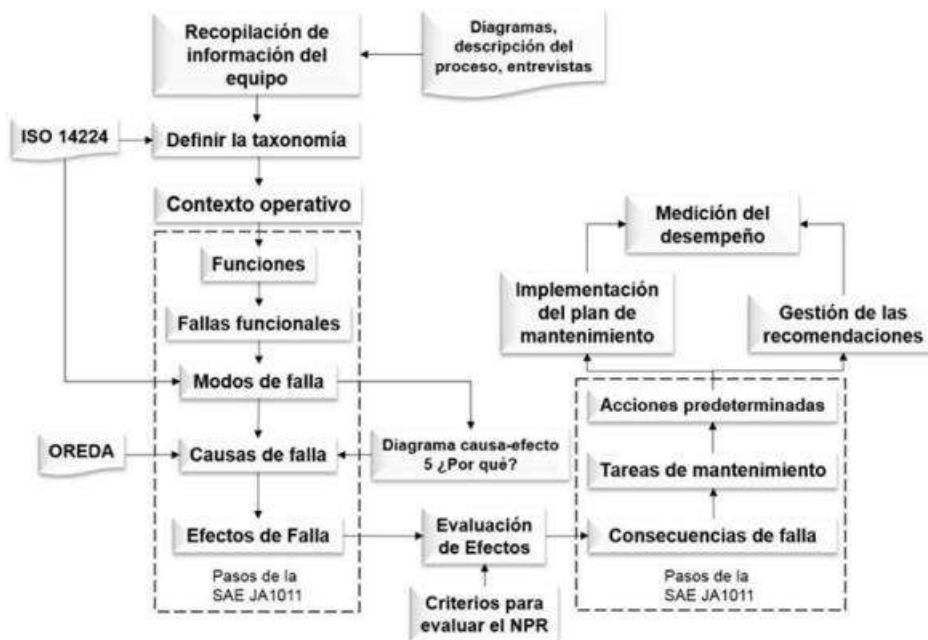 Recopilación de
información del
equipo
Diagramas,
descripción del
proceso, entrevistas
ISO 14224
Definir la taxonomía
Contexto operativo
Funciones
Fallas funcionales
Modos de falla
OREDA
Causas de falla
Diagrama causa-efecto
5 ¿Por qué?
Efectos de Falla
Pasos de la
SAE JA1011
Evaluación
de Efectos
Criterios para
evaluar el NPR
Medición del
desempeño
Implementación
del plan de
mantenimiento
Gestión de las
recomendaciones
Acciones predeterminadas
Tareas de mantenimiento
Consecuencias de falla
Pasos de la
SAE JA1011